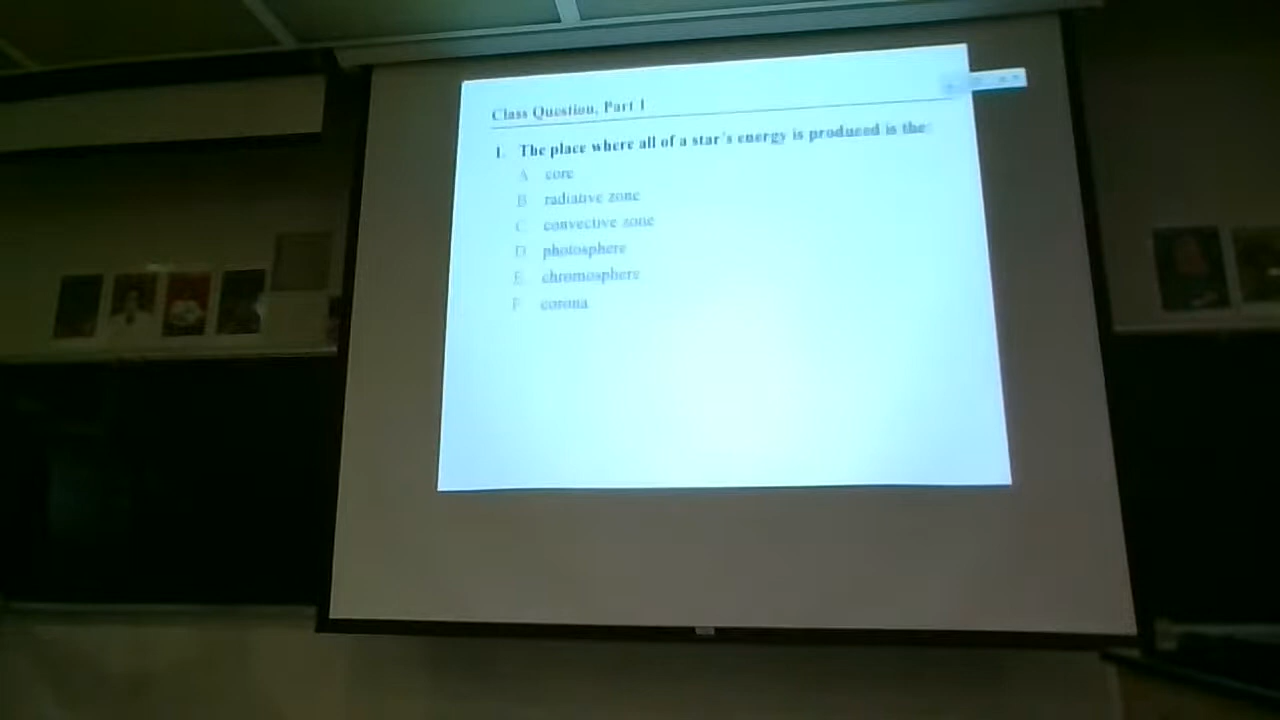 Class Question, Part 1
1. The place where all of a star's energy is produced is the:
A core
B radiative zone
C convective zone
D photosphere
E chromosphere
F corona